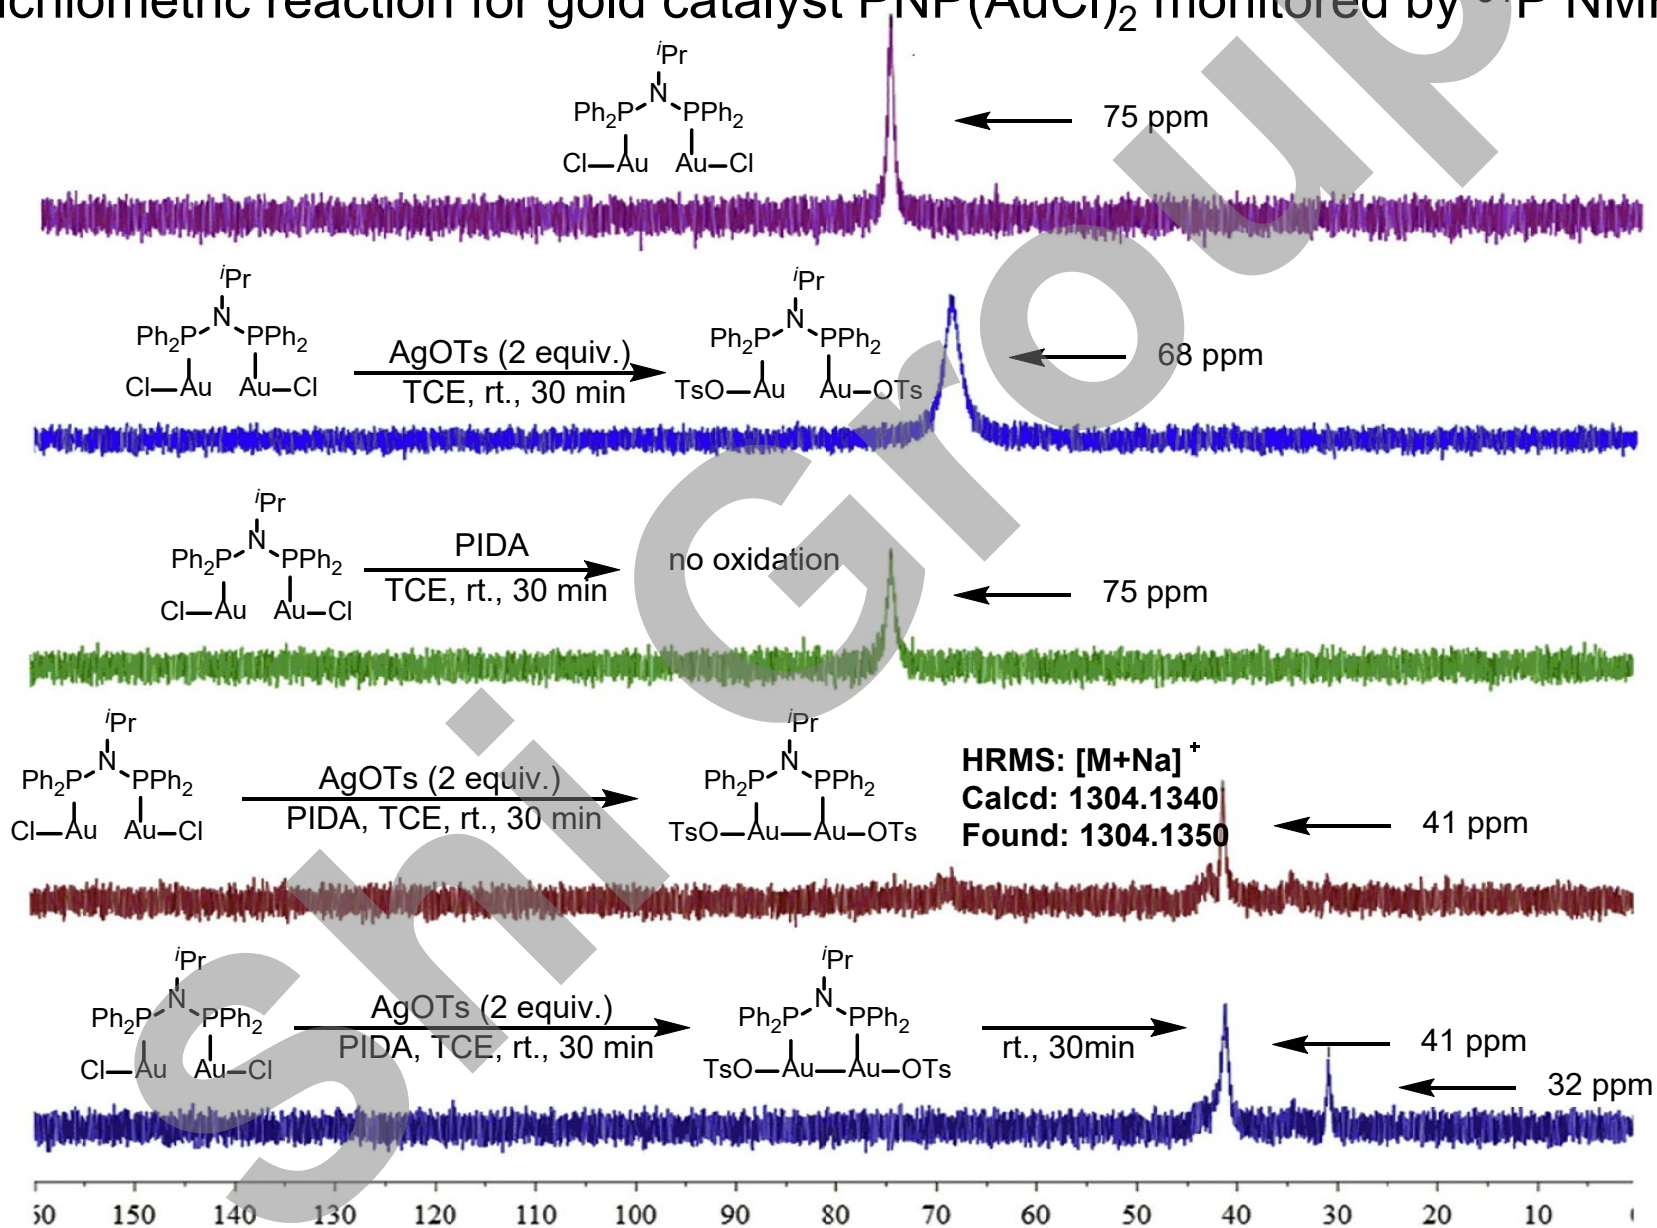 ichiometric reaction for gold catalyst PNP(AuCl)2 monitored by 31P NMR
iPr
N
Ph2P PPh2
Cl Au Au Cl
75 ppm
iPr
N
Ph2P PPh2
Cl Au Au Cl
AgOTs (2 equiv.)
TCE, rt., 30 min
iPr
N
Ph2P PPh2
TsO Au Au OTs
68 ppm
iPr
N
Ph2P PPh2
Cl Au Au Cl
PIDA
TCE, rt., 30 min
no oxidation
75 ppm
iPr
N
Ph2P PPh2
Cl Au Au Cl
AgOTs (2 equiv.)
PIDA, TCE, rt., 30 min
iPr
N
Ph2P PPh2
TsO Au Au OTs
HRMS: [M+Na]+
Calcd: 1304.1340
Found: 1304.1350
41 ppm
iPr
N
Ph2P PPh2
Cl Au Au Cl
AgOTs (2 equiv.)
PIDA, TCE, rt., 30 min
iPr
N
Ph2P PPh2
TsO Au Au OTs
rt., 30min
41 ppm
32 ppm
150 140 130 120 110 100 90 80 70 60 50 40 30 20 10
Shi Group